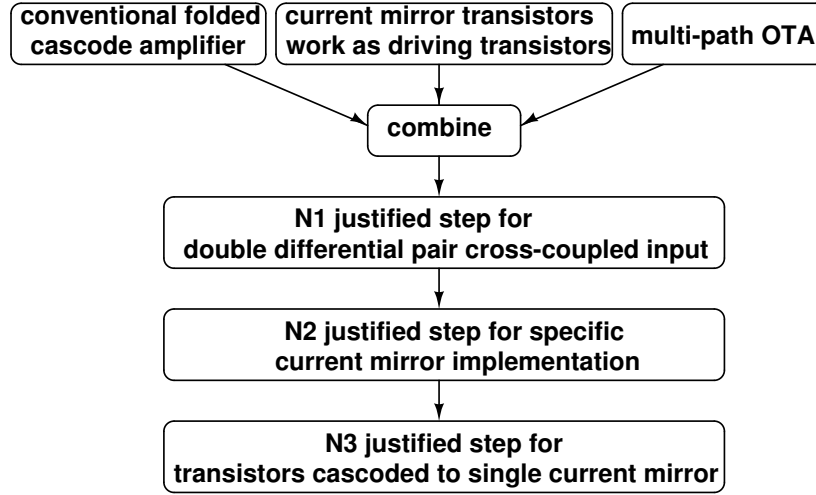 conventional folded
cascode amplifier
current mirror transistors
work as driving transistors
multi-path OTA
combine
N1 justified step for
double differential pair cross-coupled input
N2 justified step for specific
current mirror implementation
N3 justified step for
transistors cascoded to single current mirror